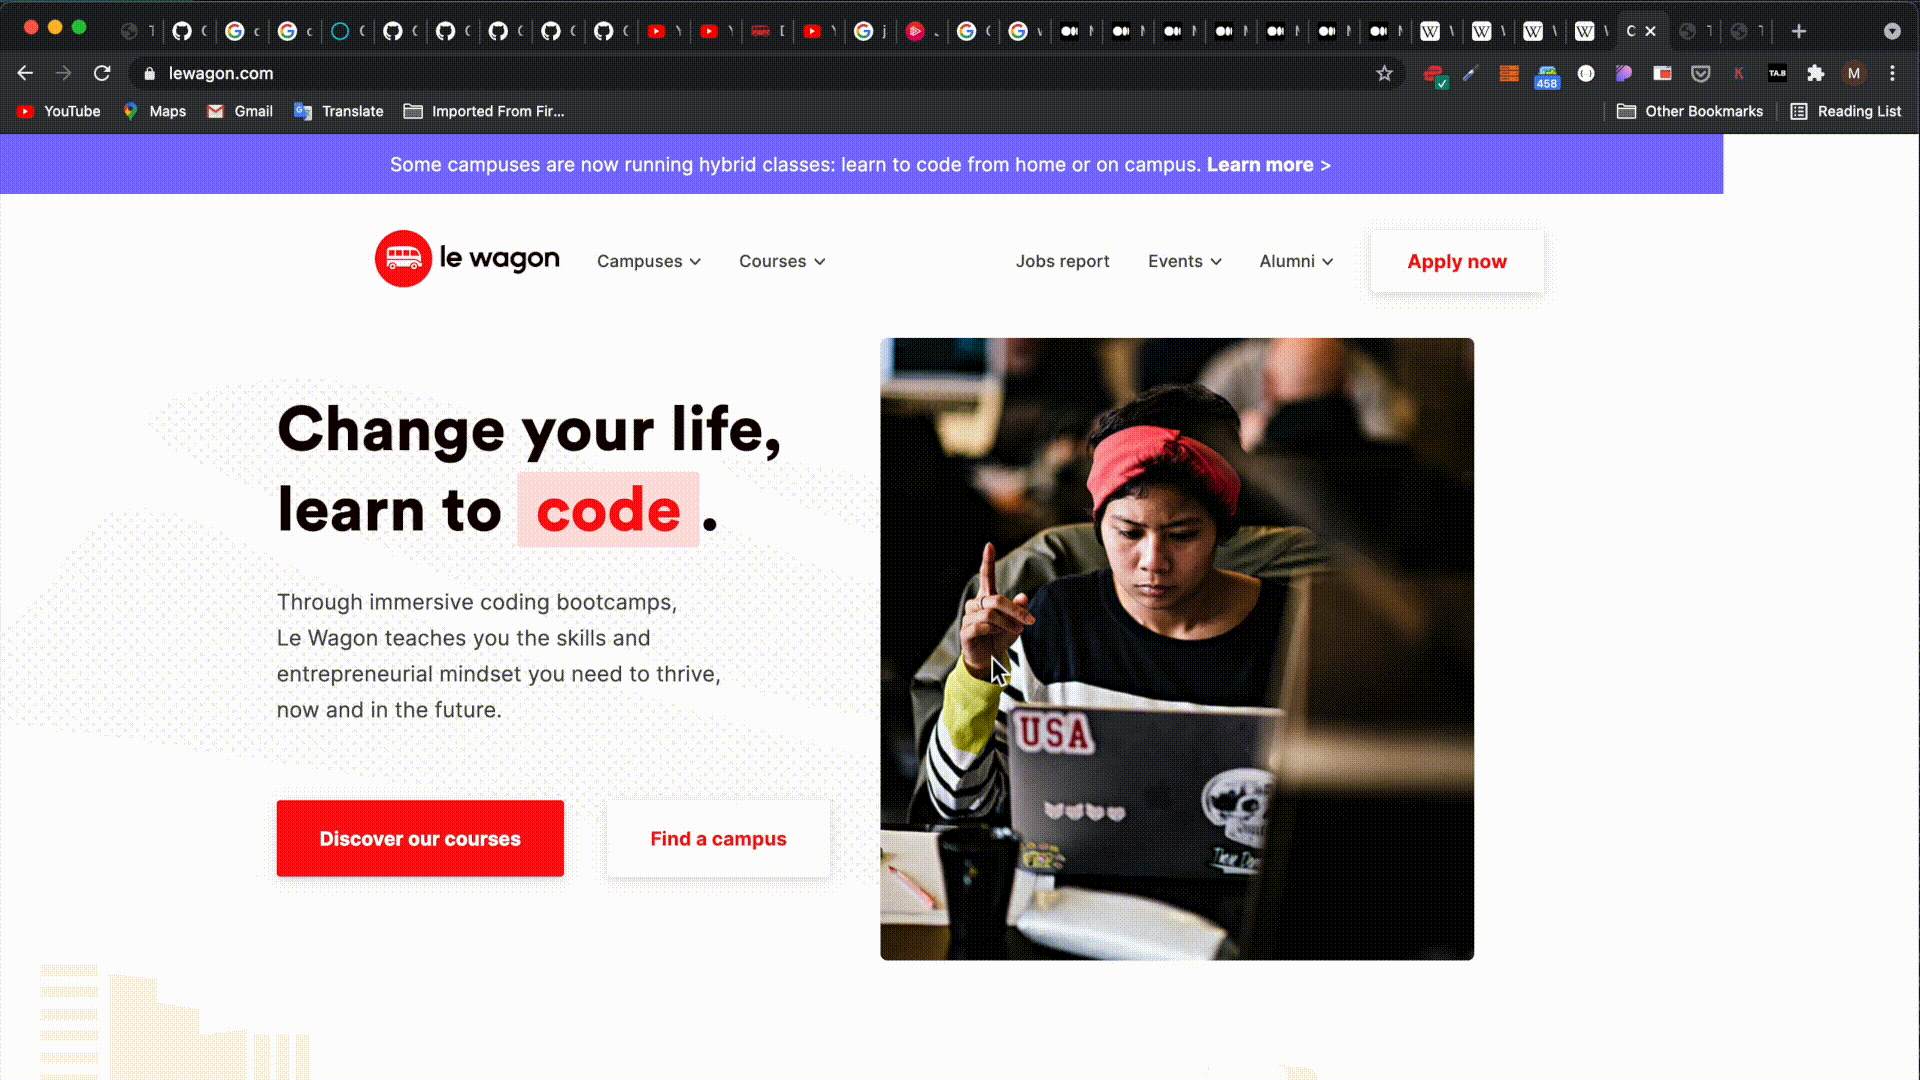 lewagon.com
458
TA.B
M
YouTube
Maps
Gmail
Translate
Imported From Fir...
Other Bookmarks
Reading List
Some campuses are now running hybrid classes: learn to code from home or on campus. Learn more >
le wagon
Campuses
Courses
Jobs report
Events
Alumni
Apply now
Change your life,
learn to code.
Through immersive coding bootcamps,
Le Wagon teaches you the skills and
entrepreneurial mindset you need to thrive,
now and in the future.
Discover our courses
Find a campus
USA